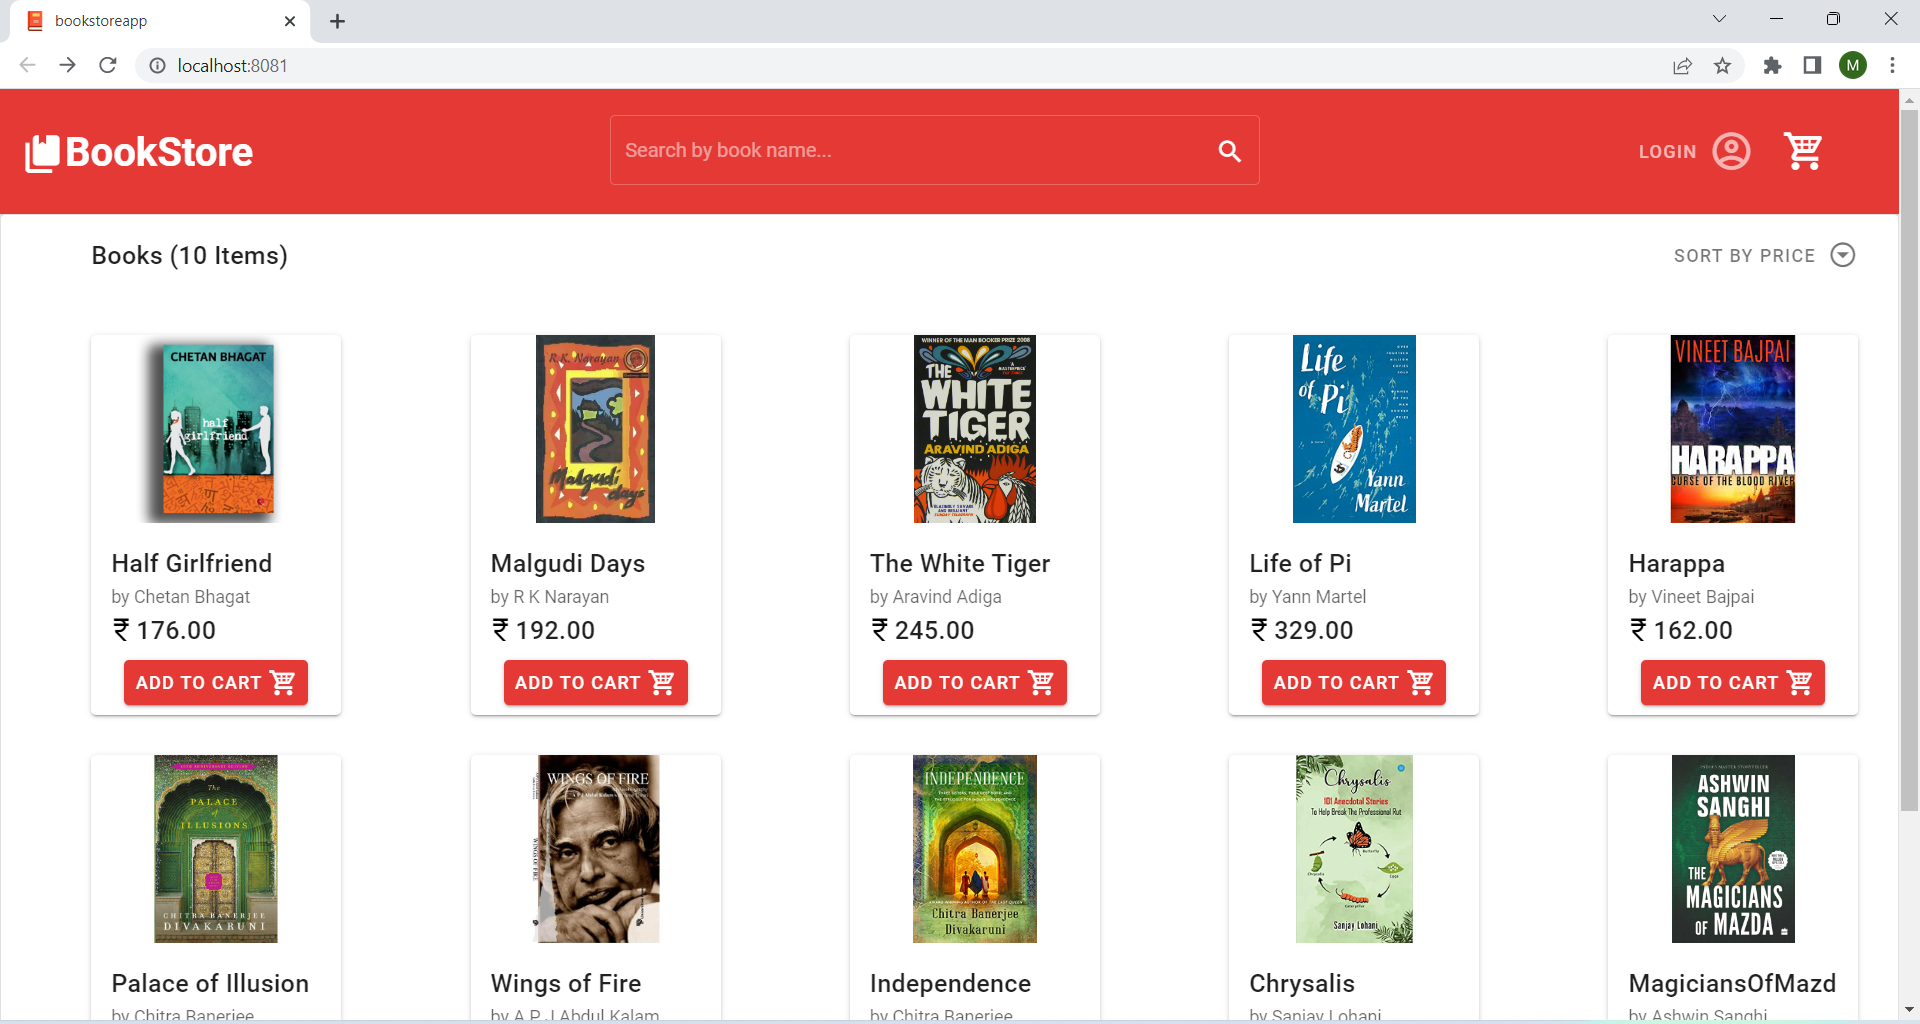 bookstoreapp
localhost:8081
M
BookStore
Search by book name...
LOGIN
Books (10 Items)
SORT BY PRICE
CHETAN BHAGAT
half
girlfriend
R.K. Narayan
Malgudi
days
WINNER OF THE MAN BOOKER PRIZE 2008
THE
WHITE
TIGER
ARAVIND ADIGA
Life
of Pi
Yann
Martel
VINEET BAJPAI
HARAPPA
CURSE OF THE BLOOD RIVER
Half Girlfriend
by Chetan Bhagat
₹ 176.00
ADD TO CART
Malgudi Days
by R K Narayan
₹ 192.00
ADD TO CART
The White Tiger
by Aravind Adiga
₹ 245.00
ADD TO CART
Life of Pi
by Yann Martel
₹ 329.00
ADD TO CART
Harappa
by Vineet Bajpai
₹ 162.00
ADD TO CART
The
PALACE
of
ILLUSIONS
CHITRA BANERJEE
DIVAKARUNI
WINGS OF FIRE
INDEPENDENCE
Chitra Banerjee
Divakaruni
Chrysalis
101 Anecdotal Stories
To Help Break The Professional Rut
Sanjay Lohani
ASHWIN
SANGHI
THE
MAGICIANS
OF MAZDA
Palace of Illusion
by Chitra Banerjee
Wings of Fire
by A P J Abdul Kalam
Independence
by Chitra Banerjee
Chrysalis
by Sanjay Lohani
MagiciansOfMazd
by Ashwin Sanghi